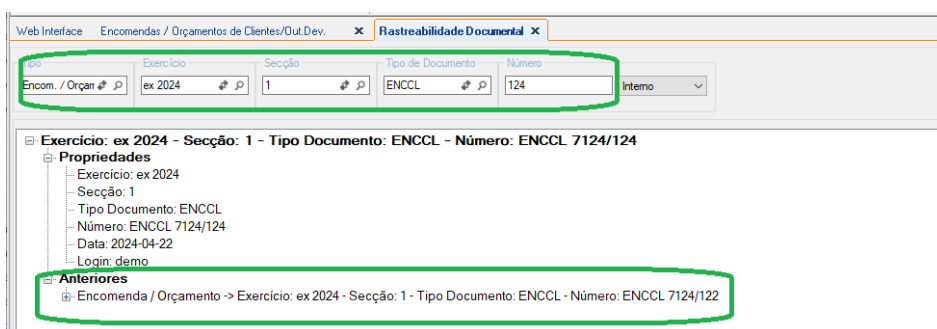 Web Interface Encomendas / Orçamentos de Clientes/Out.Dev. X Rastreabilidade Documental X
Tipo Exercício Secção Tipo de Documento Número
Encom. / Orçan ex 2024 1 ENCCL 124 Interno
Exercício: ex 2024 - Secção: 1 - Tipo Documento: ENCCL - Número: ENCCL 7124/124
Propriedades
Exercício: ex 2024
Secção: 1
Tipo Documento: ENCCL
Número: ENCCL 7124/124
Data: 2024-04-22
Login: demo
Anteriores
Encomenda / Orçamento -> Exercício: ex 2024 - Secção: 1 - Tipo Documento: ENCCL - Número: ENCCL 7124/122